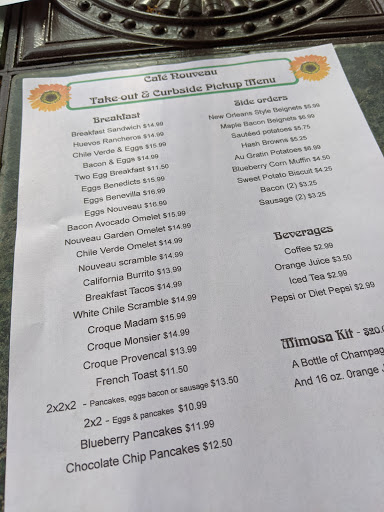 Café Nouveau
Take-out & Curbside Pickup Menu
Breakfast
Breakfast Sandwich $14.99
Huevos Rancheros $14.99
Chile Verde & Eggs $15.99
Bacon & Eggs $14.99
Two Egg Breakfast $11.50
Eggs Benedicts $15.99
Eggs Benevilla $16.99
Eggs Nouveau $16.99
Bacon Avocado Omelet $15.99
Nouveau Garden Omelet $14.99
Chile Verde Omelet $14.99
Nouveau scramble $14.99
California Burrito $13.99
Breakfast Tacos $14.99
White Chile Scramble $14.99
Croque Madam $15.99
Croque Monsier $14.99
Croque Provencal $13.99
French Toast $11.50
2x2x2 - Pancakes, eggs bacon or sausage $13.50
2x2 - Eggs & pancakes $10.99
Blueberry Pancakes $11.99
Chocolate Chip Pancakes $12.50
Side orders
New Orleans Style Beignets $5.99
Maple Bacon Beignets $6.99
Sautéed potatoes $5.75
Hash Browns $5.25
Au Gratin Potatoes $6.99
Blueberry Corn Muffin $4.50
Sweet Potato Biscuit $4.25
Bacon (2) $3.25
Sausage (2) $3.25
Beverages
Coffee $2.99
Orange Juice $3.50
Iced Tea $2.99
Pepsi or Diet Pepsi $2.99
Mimosa Kit - $20.
A Bottle of Champag
And 16 oz. Orange J